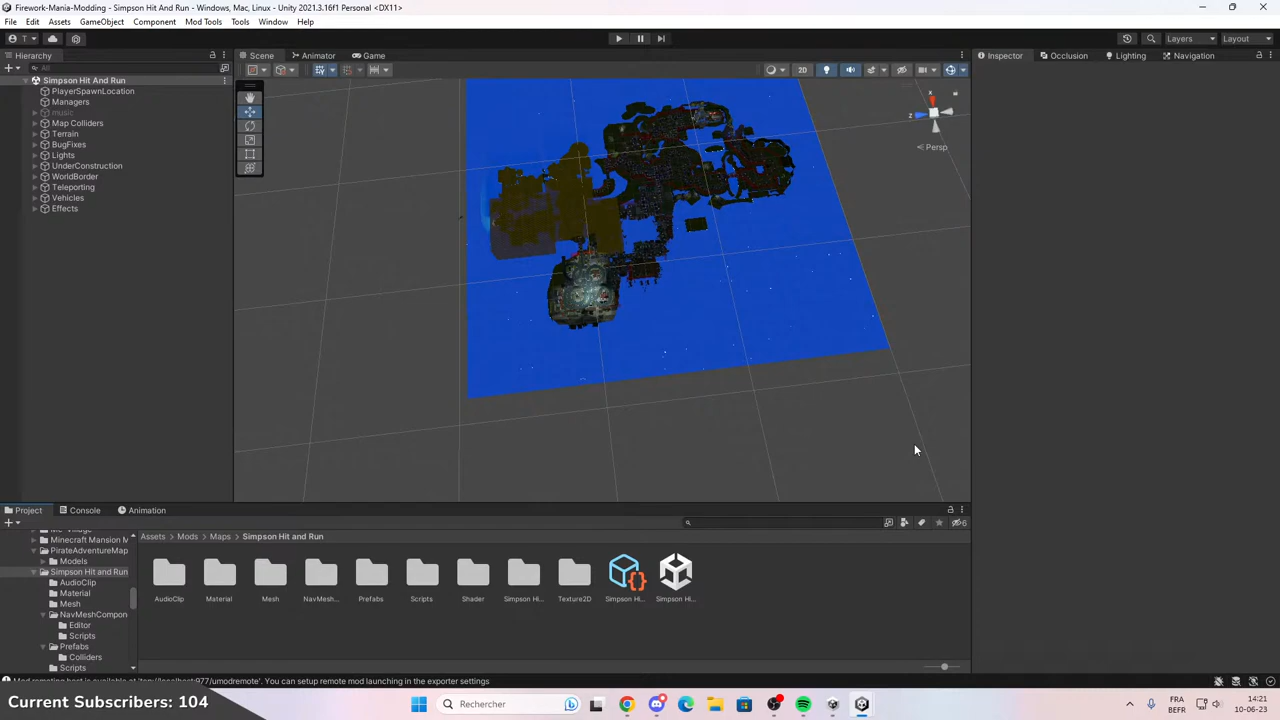 Firework-Mania-Modding - Simpson Hit And Run - Windows, Mac, Linux - Unity 2021.3.16f1 Personal <DX11>
File Edit Assets GameObject Component Mod Tools Tools Window Help
T
Layers Layout
Hierarchy
Scene Animator Game
Inspector Occlusion Lighting Navigation
All
2D
Simpson Hit And Run
PlayerSpawnLocation
Managers
music
Map Colliders
Terrain
BugFixes
Lights
UnderConstruction
WorldBorder
Teleporting
Vehicles
Effects
x
z
Persp
Project Console Animation
6
Assets Mods Maps Simpson Hit and Run
Minecraft Mansion M
PirateAdventureMap
Models
Simpson Hit and Run
AudioClip
Material
Mesh
NavMeshCompon
Editor
Scripts
Prefabs
Colliders
Scripts
AudioClip Material Mesh NavMesh... Prefabs Scripts Shader Simpson Hi... Texture2D Simpson Hi... Simpson Hi...
You can setup remote mod launching in the exporter settings
Current Subscribers: 104
Rechercher
FRA
BEFR
14:21
10-06-23